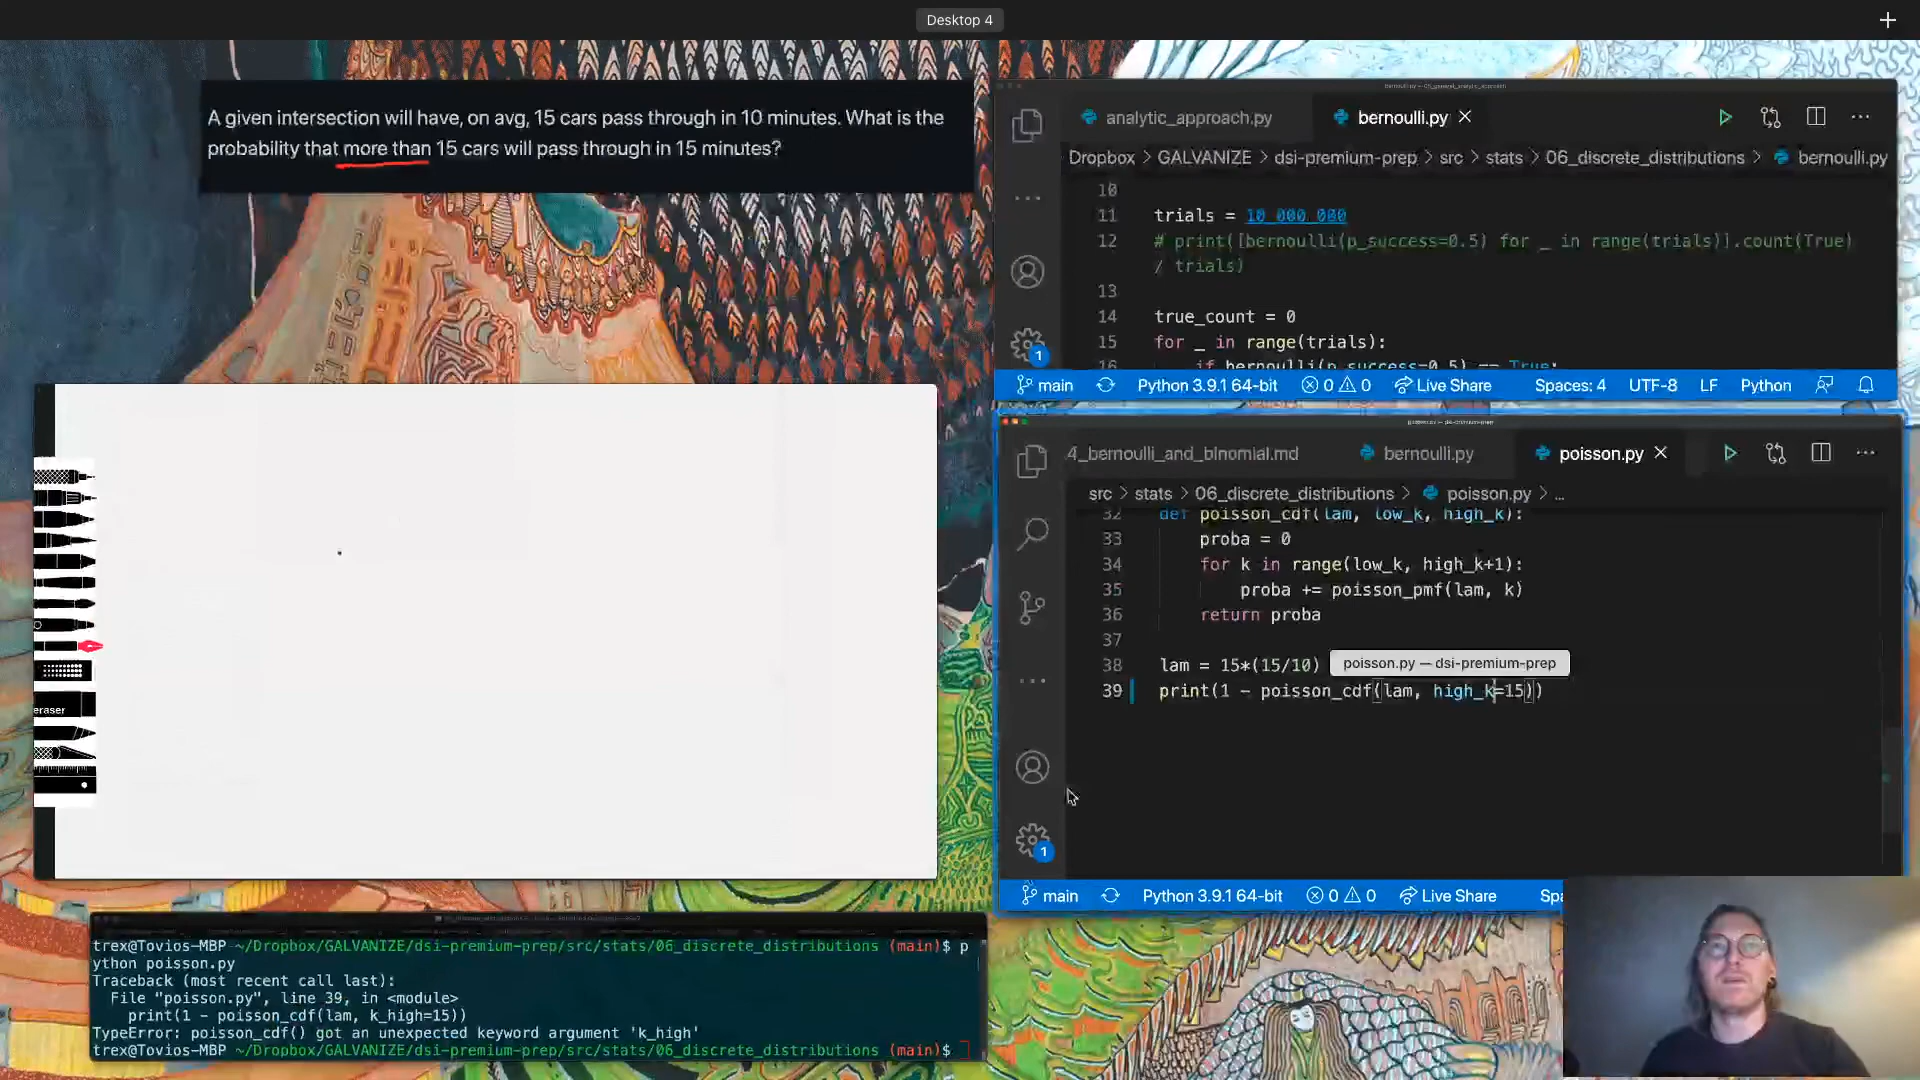 Desktop 4
A given intersection will have, on avg, 15 cars pass through in 10 minutes. What is the
probability that more than 15 cars will pass through in 15 minutes?
analytic_approach.py
bernoulli.py
Dropbox > GALVANIZE > dsi-premium-prep > src > stats > 06_discrete_distributions > bernoulli.py
10
11 trials = 10_000_000
12 # print([bernoulli(p_success=0.5) for _ in range(trials)].count(True)
/ trials)
13
14 true_count = 0
15 for _ in range(trials):
16 if bernoulli(p_success=0.5) == True:
1
main Python 3.9.1 64-bit 0 0 Live Share Spaces: 4 UTF-8 LF Python
4_bernoulli_and_binomial.md bernoulli.py poisson.py
src > stats > 06_discrete_distributions > poisson.py > ...
32 def poisson_cdf(lam, low_k, high_k):
33 proba = 0
34 for k in range(low_k, high_k+1):
35 proba += poisson_pmf(lam, k)
36 return proba
37
38 lam = 15*(15/10)
poisson.py — dsi-premium-prep
39 print(1 - poisson_cdf(lam, high_k=15))
1
main Python 3.9.1 64-bit 0 0 Live Share Spa
eraser
trex@Tovios-MBP ~/Dropbox/GALVANIZE/dsi-premium-prep/src/stats/06_discrete_distributions (main)$ p
ython poisson.py
Traceback (most recent call last):
File "poisson.py", line 39, in <module>
print(1 - poisson_cdf(lam, k_high=15))
TypeError: poisson_cdf() got an unexpected keyword argument 'k_high'
trex@Tovios-MBP ~/Dropbox/GALVANIZE/dsi-premium-prep/src/stats/06_discrete_distributions (main)$